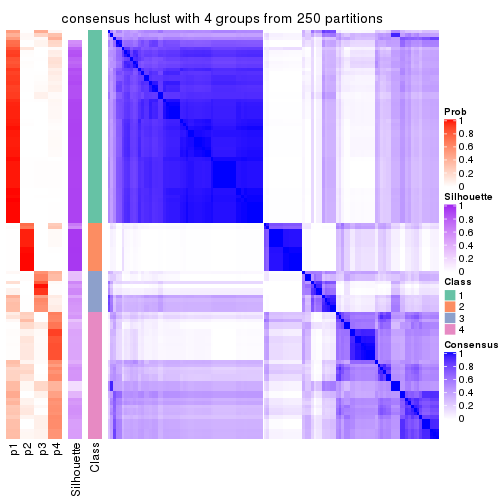 consensus hclust with 4 groups from 250 partitions
Prob
1
0.8
0.6
0.4
0.2
0
Silhouette
1
0.8
0.6
0.4
0.2
0
Class
1
2
3
4
Consensus
1
0.8
0.6
0.4
0.2
0
p1
p2
p3
p4
Silhouette
Class